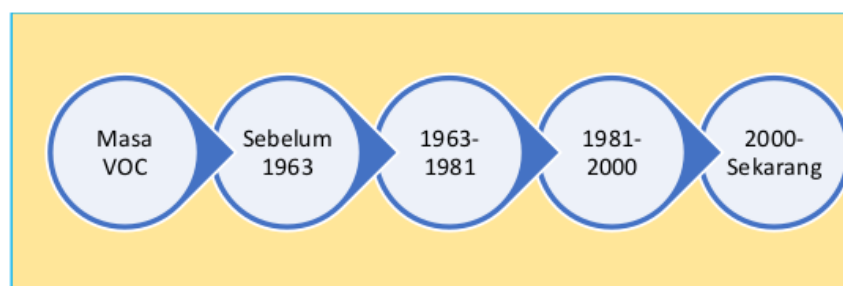 Masa
VOC
Sebelum
1963
1963-
1981
1981-
2000
2000-
Sekarang